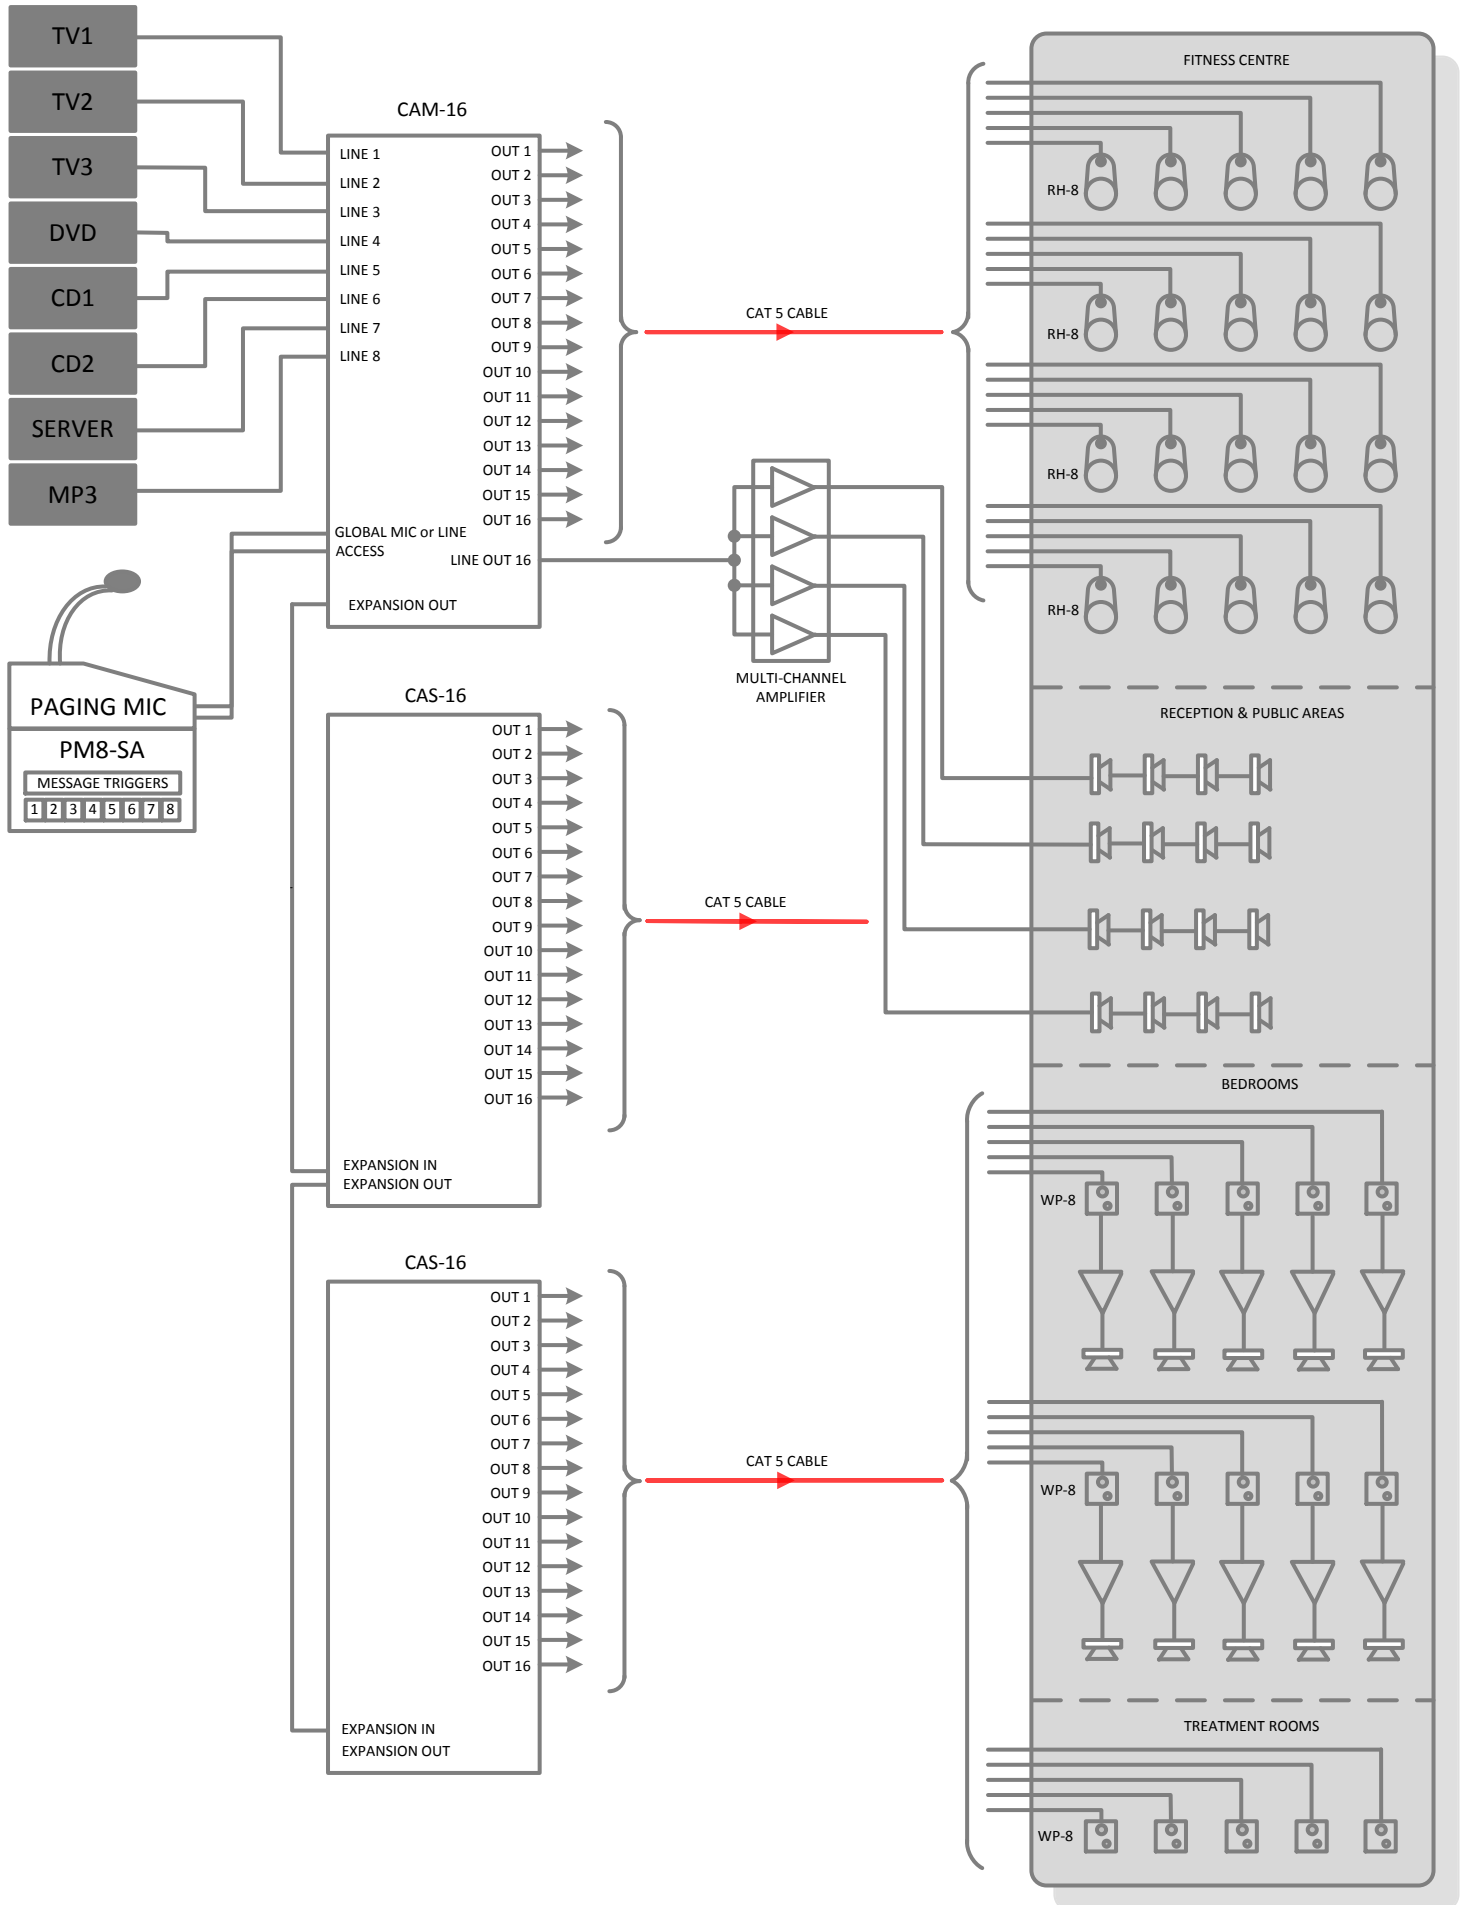 TV1
TV2
TV3
DVD
CD1
CD2
SERVER
MP3
PAGING MIC
PM8-SA
MESSAGE TRIGGERS
1 2 3 4 5 6 7 8
CAM-16
LINE 1
LINE 2
LINE 3
LINE 4
LINE 5
LINE 6
LINE 7
LINE 8
GLOBAL MIC or LINE
ACCESS
EXPANSION OUT
OUT 1
OUT 2
OUT 3
OUT 4
OUT 5
OUT 6
OUT 7
OUT 8
OUT 9
OUT 10
OUT 11
OUT 12
OUT 13
OUT 14
OUT 15
OUT 16
LINE OUT 16
CAT 5 CABLE
MULTI-CHANNEL
AMPLIFIER
CAS-16
OUT 1
OUT 2
OUT 3
OUT 4
OUT 5
OUT 6
OUT 7
OUT 8
OUT 9
OUT 10
OUT 11
OUT 12
OUT 13
OUT 14
OUT 15
OUT 16
EXPANSION IN
EXPANSION OUT
CAT 5 CABLE
CAS-16
OUT 1
OUT 2
OUT 3
OUT 4
OUT 5
OUT 6
OUT 7
OUT 8
OUT 9
OUT 10
OUT 11
OUT 12
OUT 13
OUT 14
OUT 15
OUT 16
EXPANSION IN
EXPANSION OUT
CAT 5 CABLE
FITNESS CENTRE
RH-8
RH-8
RH-8
RH-8
RECEPTION & PUBLIC AREAS
BEDROOMS
WP-8
WP-8
TREATMENT ROOMS
WP-8